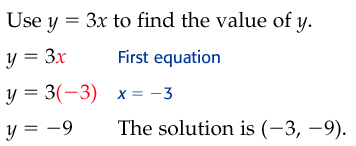 Use y = 3x to find the value of y.
y = 3x First equation
y = 3(−3) x = −3
y = −9 The solution is (−3, −9).